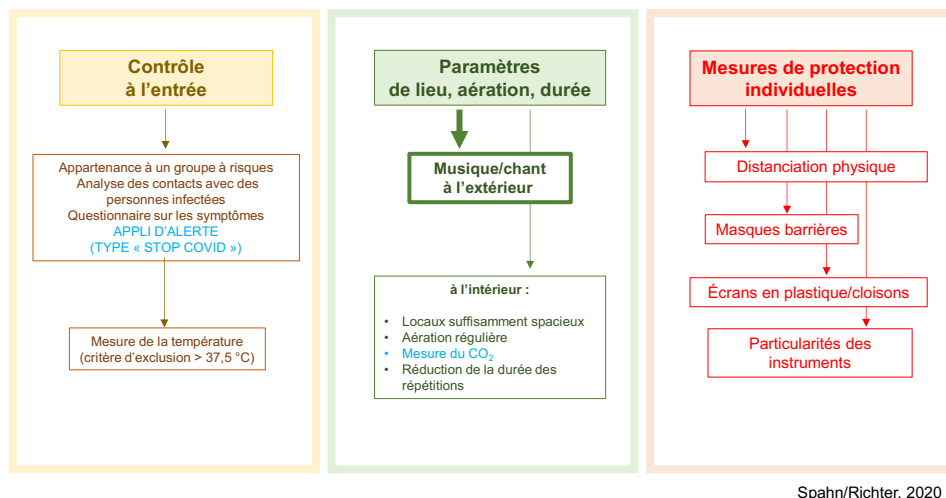 Contrôle
à l'entrée
Appartenance à un groupe à risques
Analyse des contacts avec des
personnes infectées
Questionnaire sur les symptômes
APPLI D'ALERTE
(TYPE « STOP COVID »)
Mesure de la température
(critère d'exclusion > 37,5 °C)
Paramètres
de lieu, aération, durée
Musique/chant
à l'extérieur
à l'intérieur :
• Locaux suffisamment spacieux
• Aération régulière
• Mesure du CO₂
• Réduction de la durée des
répétitions
Mesures de protection
individuelles
Distanciation physique
Masques barrières
Écrans en plastique/cloisons
Particularités des
instruments
Spahn/Richter, 2020